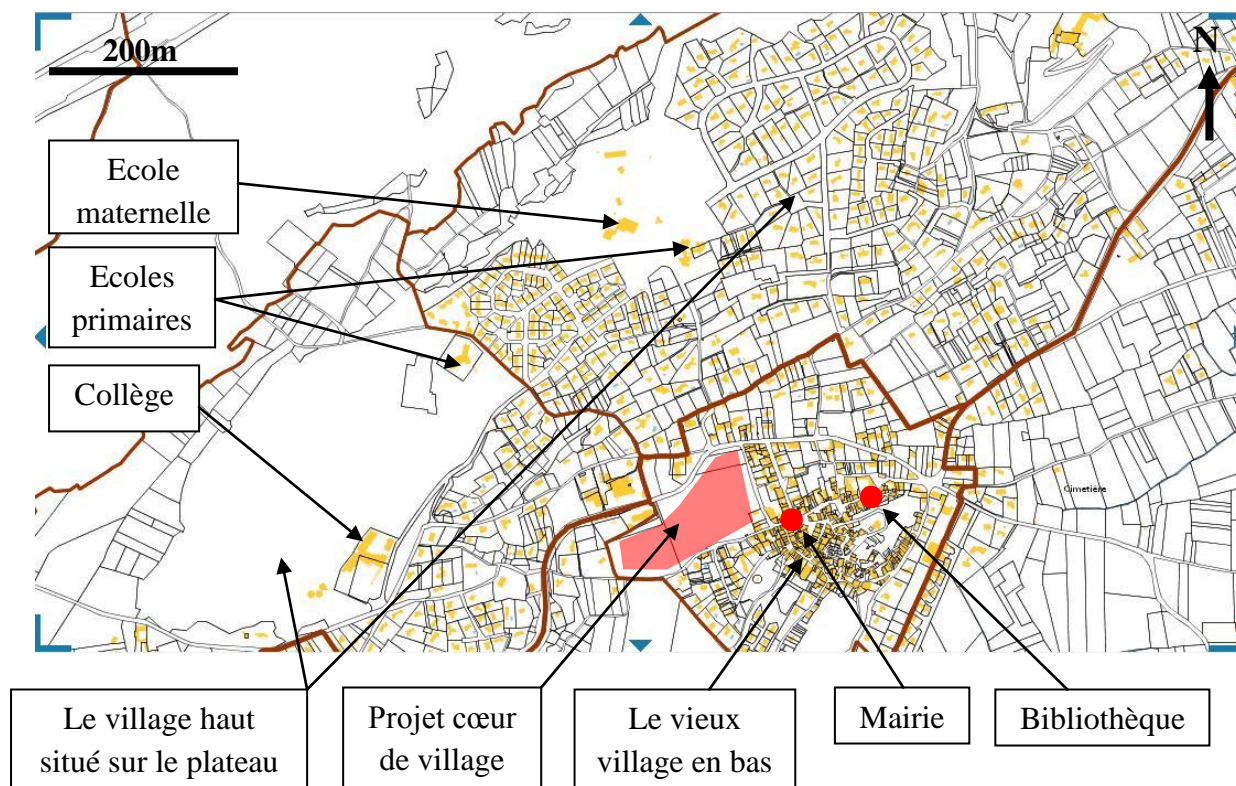 200m
N
Ecole
maternelle
Ecoles
primaires
Collège
Cimetière
Le village haut
situé sur le plateau
Projet cœur
de village
Le vieux
village en bas
Mairie
Bibliothèque